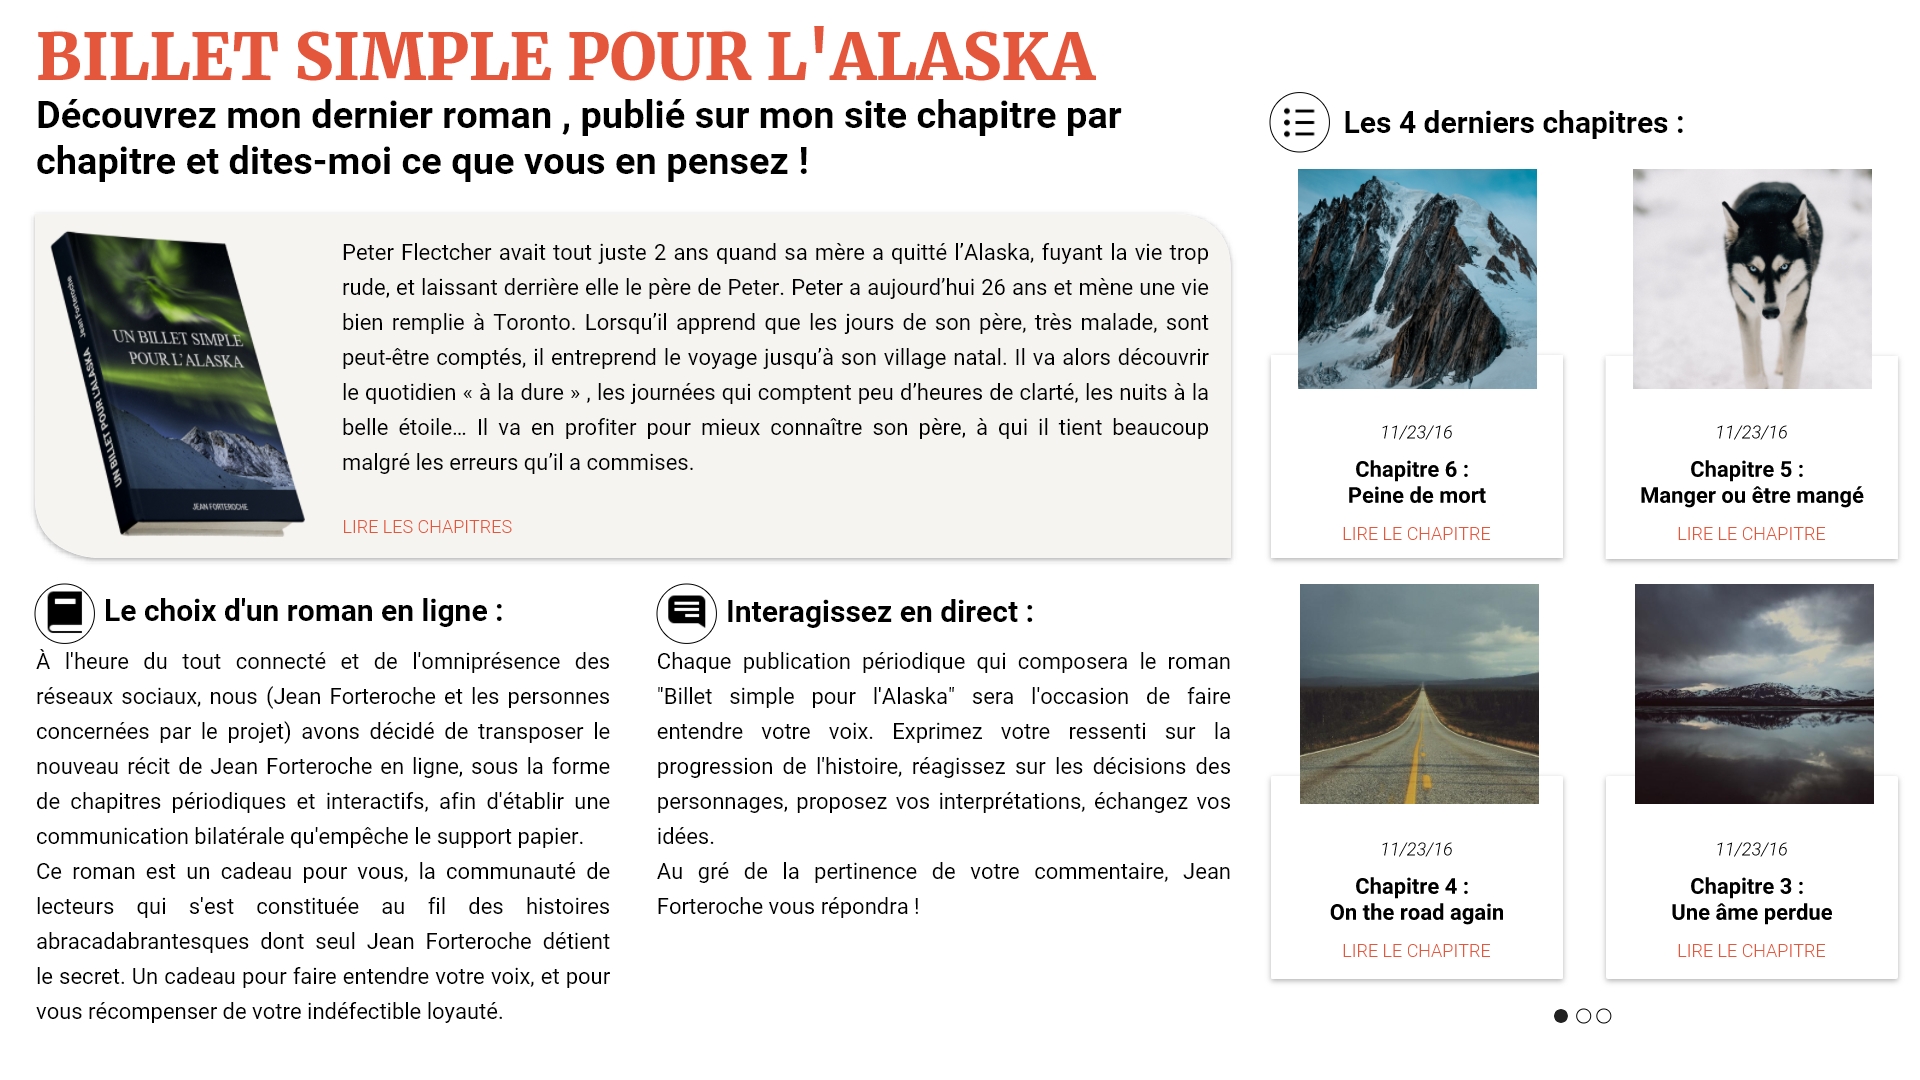 BILLET SIMPLE POUR L'ALASKA
Découvrez mon dernier roman , publié sur mon site chapitre par
chapitre et dites-moi ce que vous en pensez !
UN BILLET POUR L'ALASKA Jean Forteroche
UN BILLET SIMPLE
POUR L'ALASKA
JEAN FORTEROCHE
Peter Flectcher avait tout juste 2 ans quand sa mère a quitté l’Alaska, fuyant la vie trop
rude, et laissant derrière elle le père de Peter. Peter a aujourd’hui 26 ans et mène une vie
bien remplie à Toronto. Lorsqu’il apprend que les jours de son père, très malade, sont
peut-être comptés, il entreprend le voyage jusqu’à son village natal. Il va alors découvrir
le quotidien « à la dure » , les journées qui comptent peu d’heures de clarté, les nuits à la
belle étoile… Il va en profiter pour mieux connaître son père, à qui il tient beaucoup
malgré les erreurs qu’il a commises.
LIRE LES CHAPITRES
Le choix d'un roman en ligne :
À l'heure du tout connecté et de l'omniprésence des
réseaux sociaux, nous (Jean Forteroche et les personnes
concernées par le projet) avons décidé de transposer le
nouveau récit de Jean Forteroche en ligne, sous la forme
de chapitres périodiques et interactifs, afin d'établir une
communication bilatérale qu'empêche le support papier.
Ce roman est un cadeau pour vous, la communauté de
lecteurs qui s'est constituée au fil des histoires
abracadabrantesques dont seul Jean Forteroche détient
le secret. Un cadeau pour faire entendre votre voix, et pour
vous récompenser de votre indéfectible loyauté.
Interagissez en direct :
Chaque publication périodique qui composera le roman
"Billet simple pour l'Alaska" sera l'occasion de faire
entendre votre voix. Exprimez votre ressenti sur la
progression de l'histoire, réagissez sur les décisions des
personnages, proposez vos interprétations, échangez vos
idées.
Au gré de la pertinence de votre commentaire, Jean
Forteroche vous répondra !
Les 4 derniers chapitres :
11/23/16
Chapitre 6 :
Peine de mort
LIRE LE CHAPITRE
11/23/16
Chapitre 5 :
Manger ou être mangé
LIRE LE CHAPITRE
11/23/16
Chapitre 4 :
On the road again
LIRE LE CHAPITRE
11/23/16
Chapitre 3 :
Une âme perdue
LIRE LE CHAPITRE